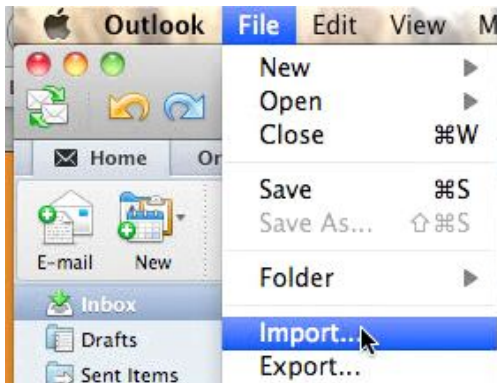 Outlook File Edit View M
New
Open
Close ⌘W
Home Or
Save ⌘S
Save As... ⇧⌘S
E-mail New
Folder
Inbox
Drafts
Import...
Sent Items
Export...